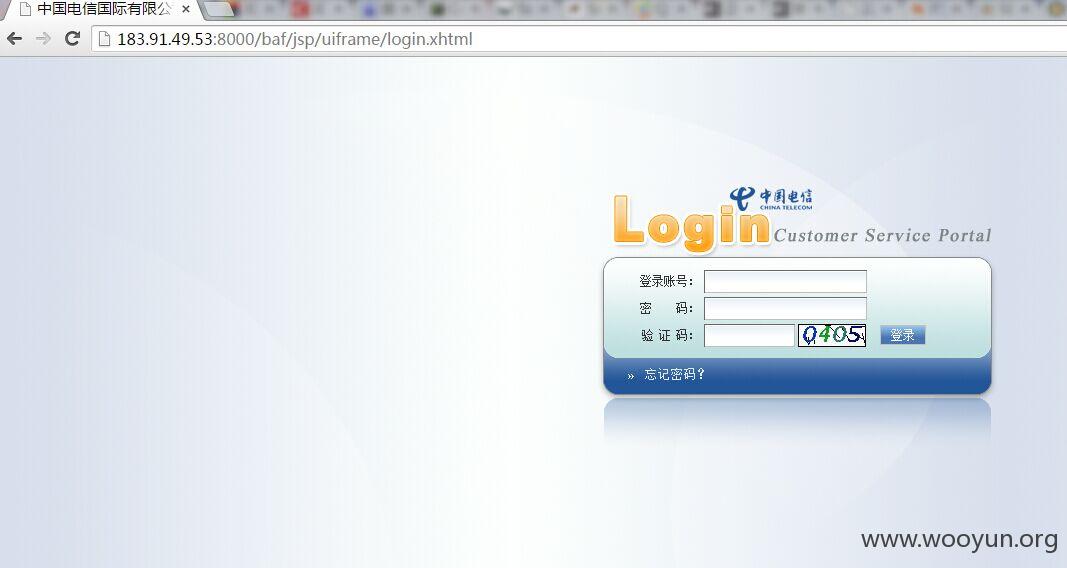 中国电信国际有限公
183.91.49.53:8000/baf/jsp/uiframe/login.xhtml
中国电信
CHINA TELECOM
Login Customer Service Portal
登录账号：
密 码：
验 证 码： 0405 登录
» 忘记密码？
www.wooyun.org